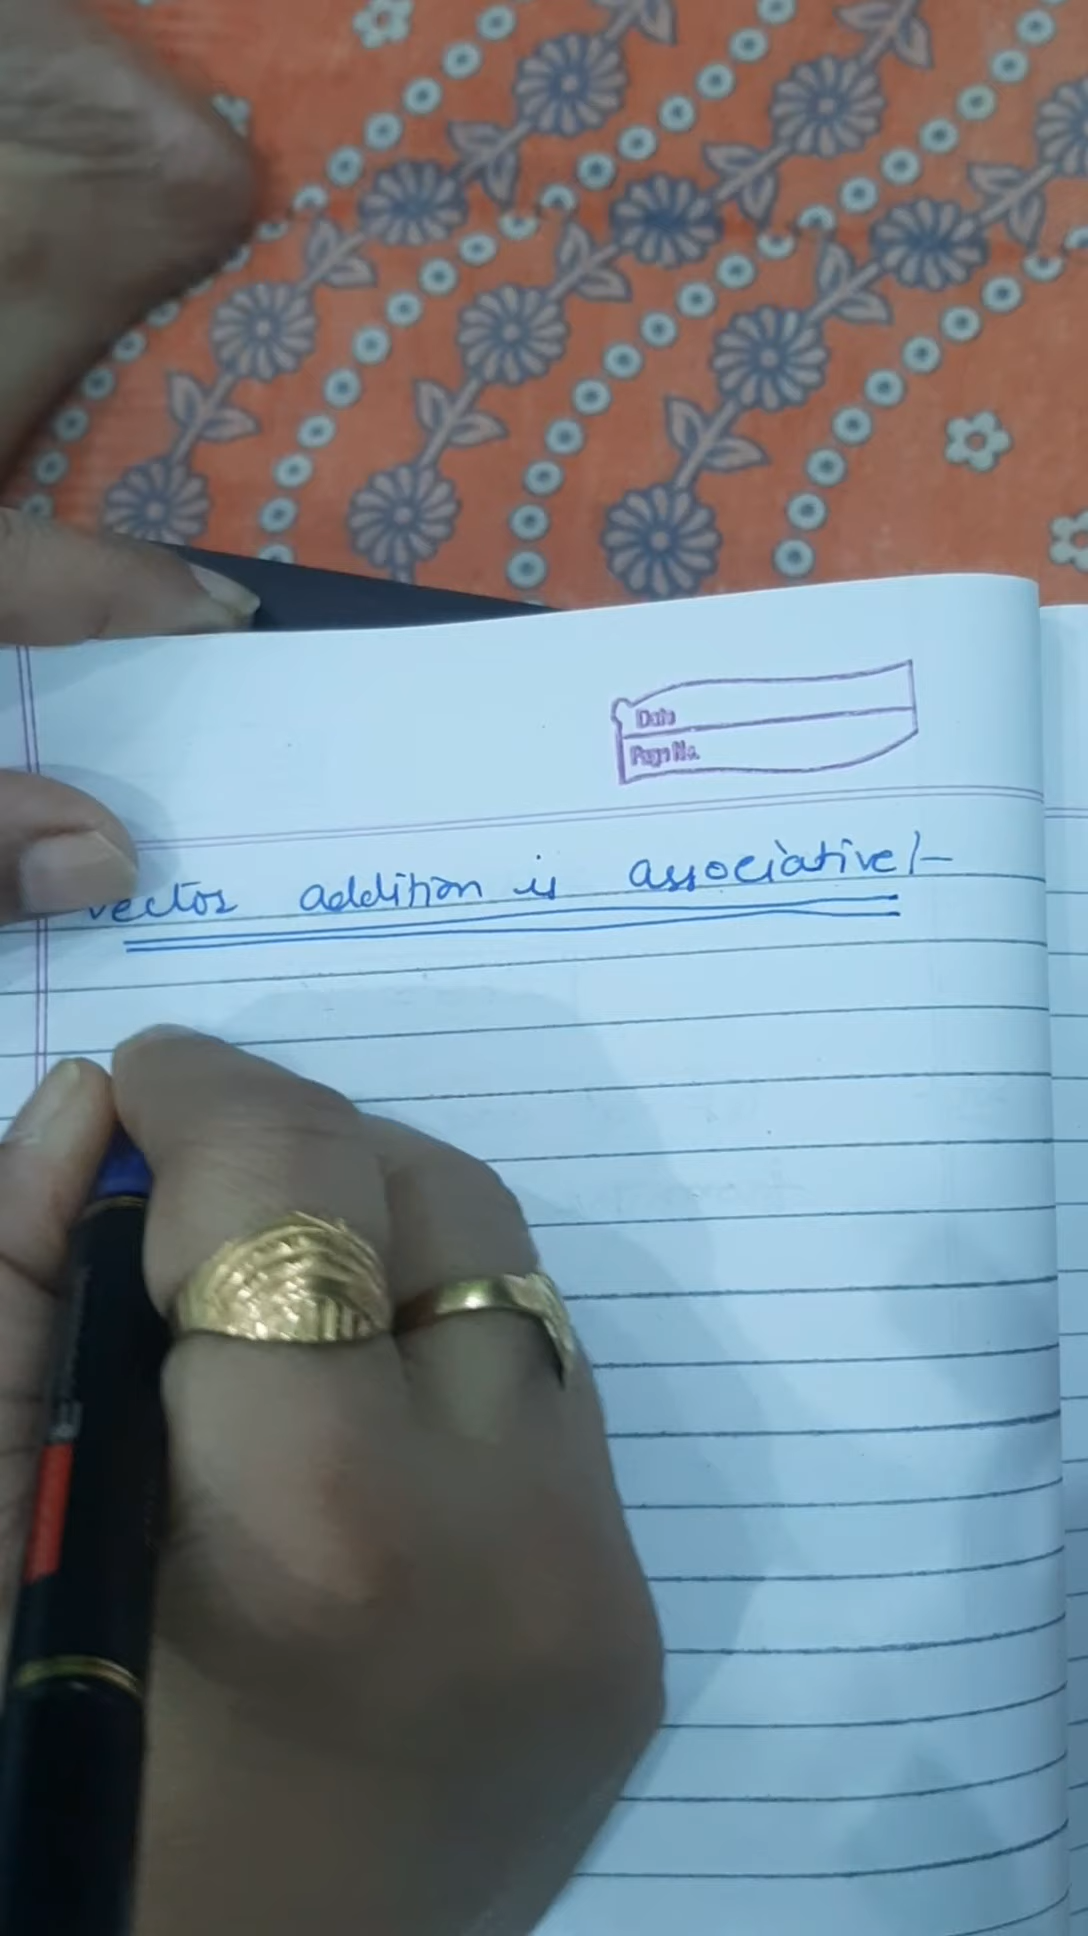 Date
Page No.
vector addition is associative:-